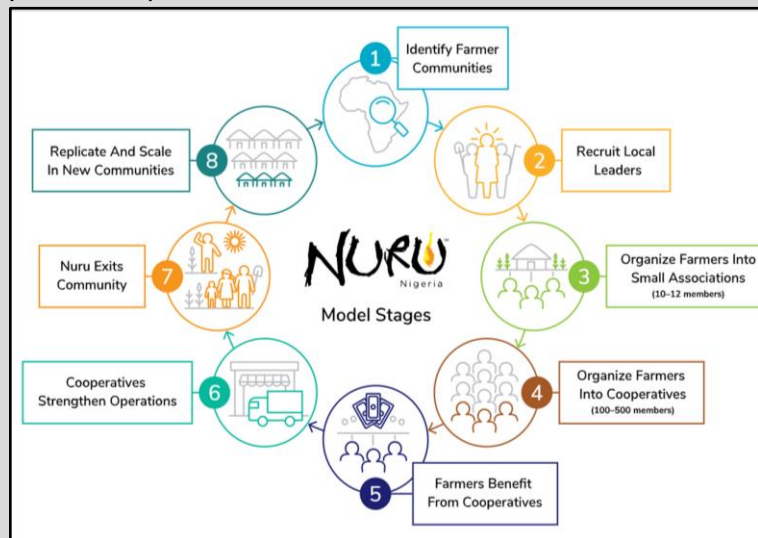 1
Identify Farmer
Communities
2
Recruit Local
Leaders
3
Organize Farmers Into
Small Associations
(10–12 members)
4
Organize Farmers
Into Cooperatives
(100–500 members)
5
Farmers Benefit
From Cooperatives
6
Cooperatives
Strengthen Operations
7
Nuru Exits
Community
8
Replicate And Scale
In New Communities
NURU
Nigeria
Model Stages